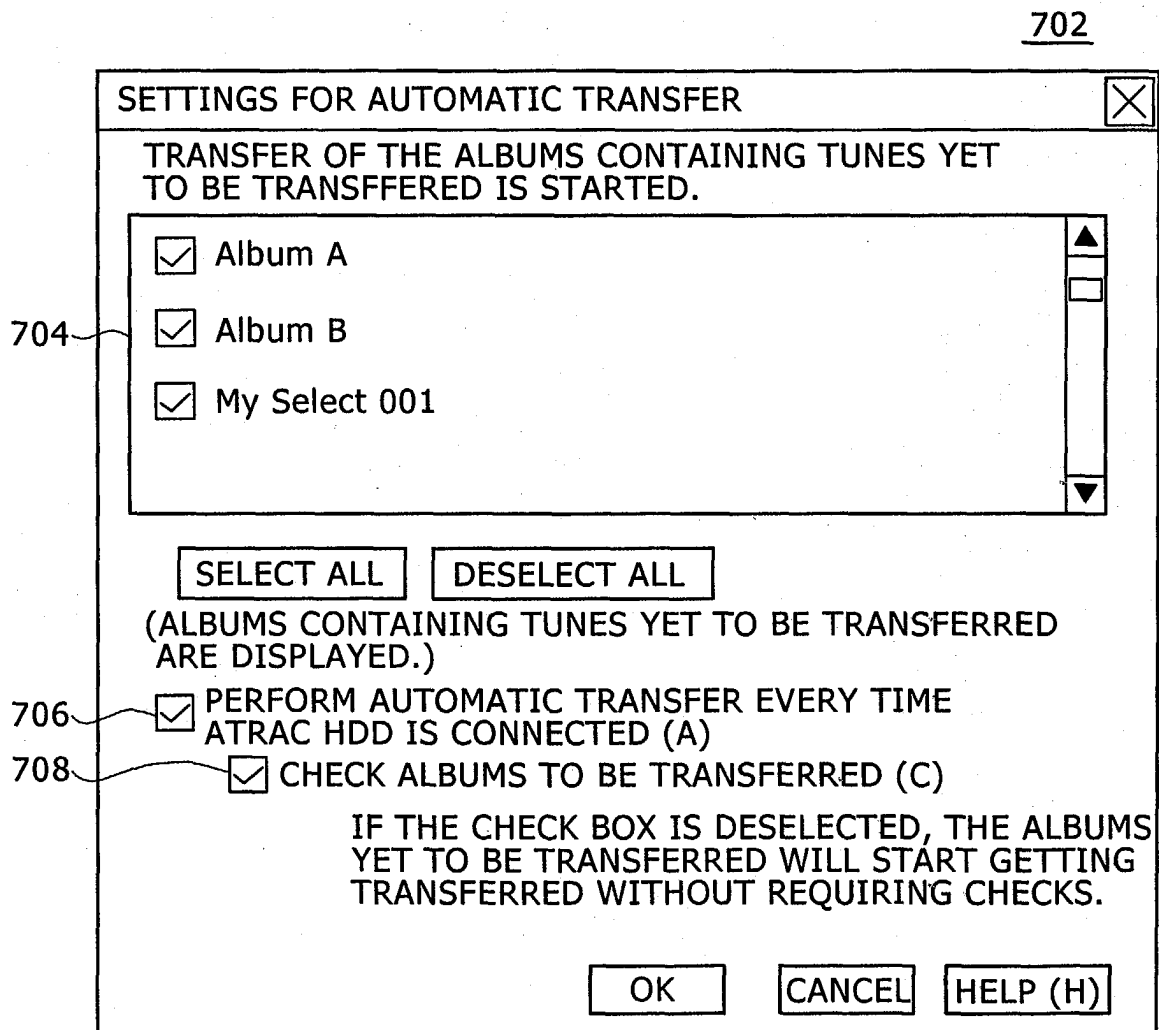 702
SETTINGS FOR AUTOMATIC TRANSFER
TRANSFER OF THE ALBUMS CONTAINING TUNES YET
TO BE TRANSFFERED IS STARTED.
Album A
704
Album B
My Select 001
SELECT ALL DESELECT ALL
(ALBUMS CONTAINING TUNES YET TO BE TRANSFERRED
ARE DISPLAYED.)
706
PERFORM AUTOMATIC TRANSFER EVERY TIME
ATRAC HDD IS CONNECTED (A)
708
CHECK ALBUMS TO BE TRANSFERRED (C)
IF THE CHECK BOX IS DESELECTED, THE ALBUMS
YET TO BE TRANSFERRED WILL START GETTING
TRANSFERRED WITHOUT REQUIRING CHECKS.
OK CANCEL HELP (H)